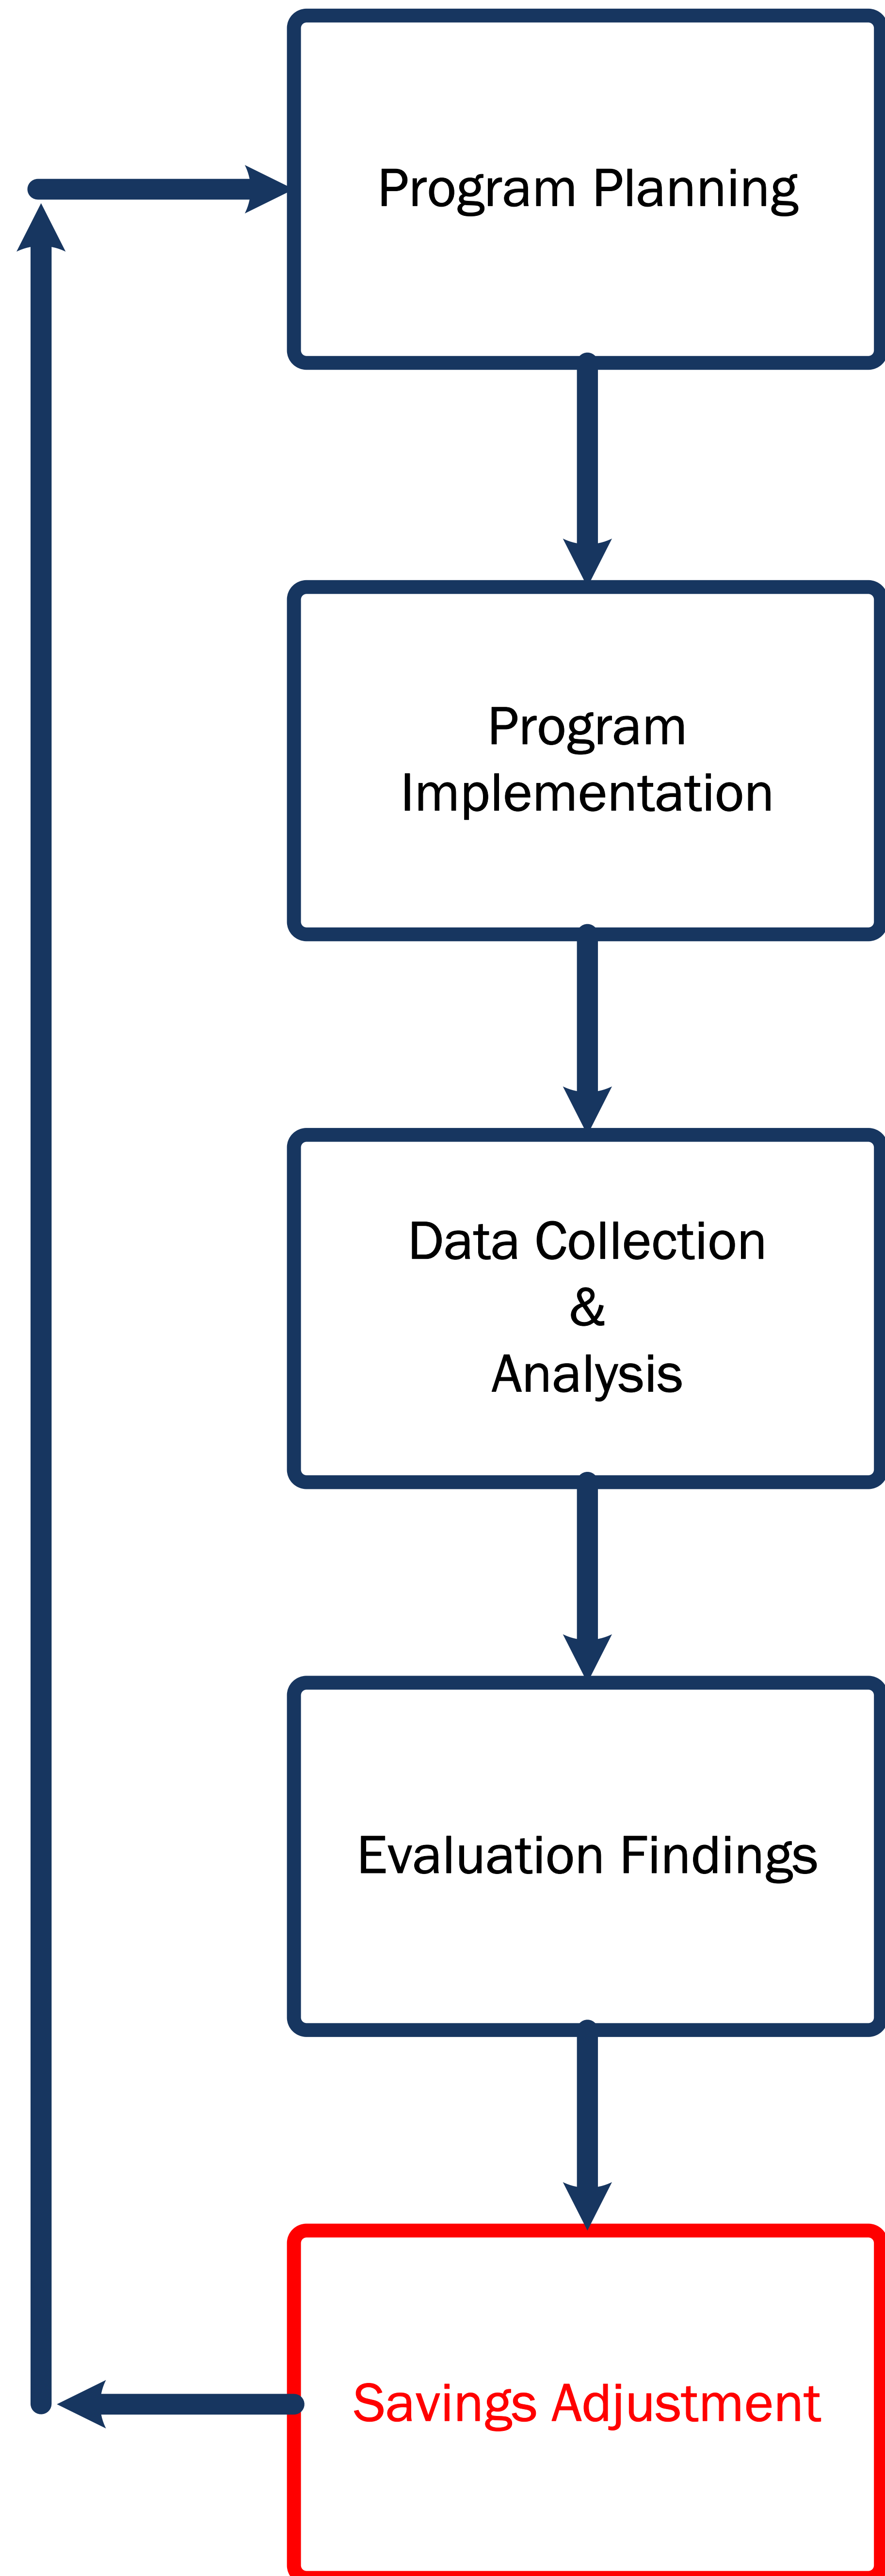 Program Planning
Program
Implementation
Data Collection
&
Analysis
Evaluation Findings
Savings Adjustment